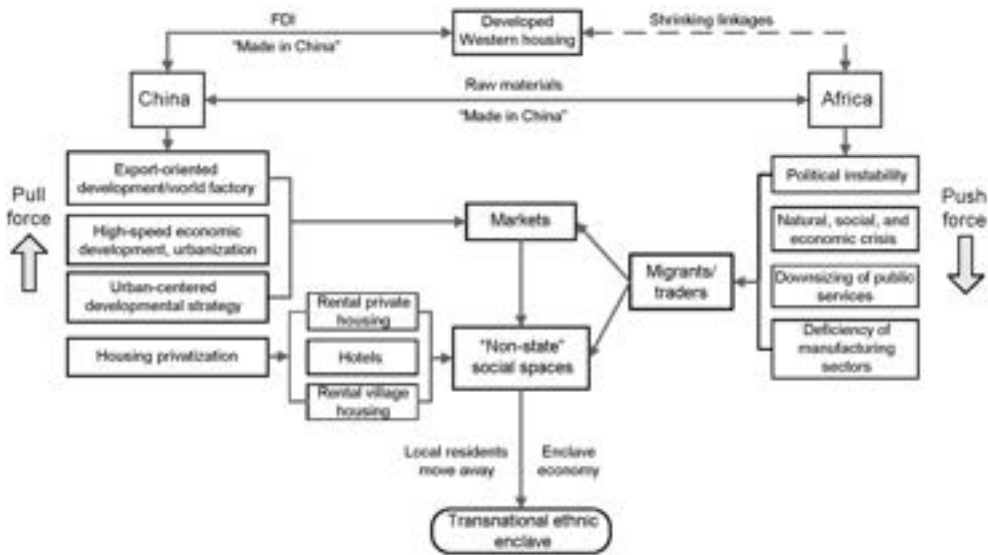 FDI
"Made in China"
Developed
Western housing
Shrinking linkages
China
Raw materials
"Made in China"
Africa
Pull
force
Export-oriented
development/world factory
High-speed economic
development, urbanization
Urban-centered
developmental strategy
Housing privatization
Rental private
housing
Hotels
Rental village
housing
Markets
"Non-state"
social spaces
Migrants/
traders
Political instability
Natural, social, and
economic crisis
Downsizing of public
services
Deficiency of
manufacturing
sectors
Push
force
Local residents
move away
Enclave
economy
Transnational ethnic
enclave